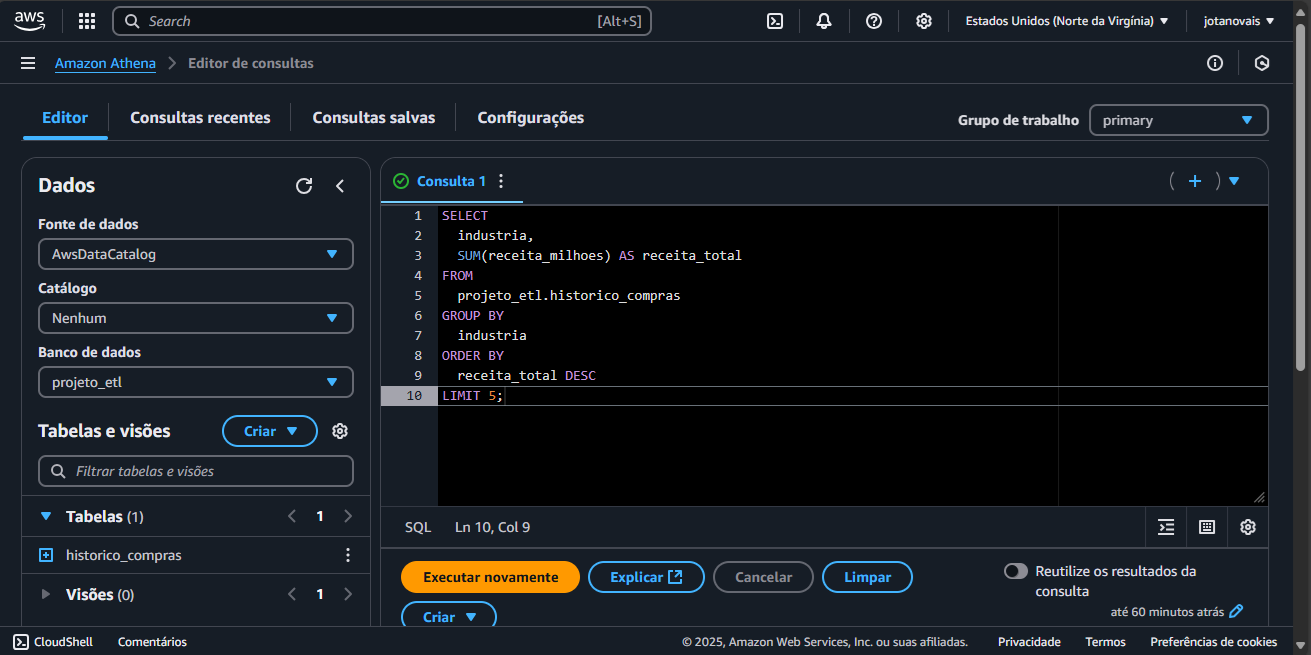 aws Search [Alt+S] Estados Unidos (Norte da Virgínia) jotanovais
Amazon Athena Editor de consultas
Editor Consultas recentes Consultas salvas Configurações Grupo de trabalho primary
Dados
Fonte de dados
AwsDataCatalog
Catálogo
Nenhum
Banco de dados
projeto_etl
Tabelas e visões Criar
Filtrar tabelas e visões
Tabelas (1) 1
historico_compras
Visões (0) 1
Consulta 1
1 SELECT
2 industria,
3 SUM(receita_milhoes) AS receita_total
4 FROM
5 projeto_etl.historico_compras
6 GROUP BY
7 industria
8 ORDER BY
9 receita_total DESC
10 LIMIT 5;
SQL Ln 10, Col 9
Executar novamente Explicar Cancelar Limpar
Criar
Reutilize os resultados da
consulta
até 60 minutos atrás
CloudShell Comentários © 2025, Amazon Web Services, Inc. ou suas afiliadas. Privacidade Termos Preferências de cookies